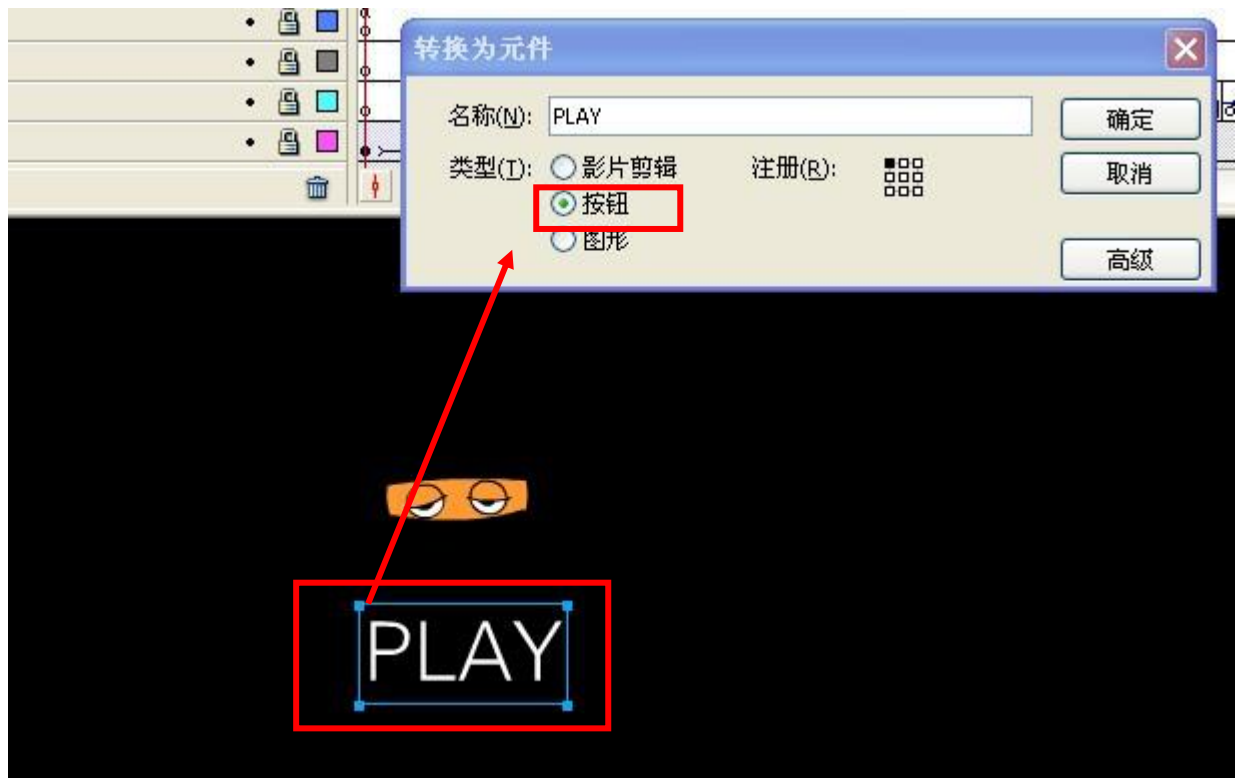 转换为元件
名称(N): PLAY 确定
类型(T): 影片剪辑 注册(R): 取消
按钮
图形
高级
PLAY